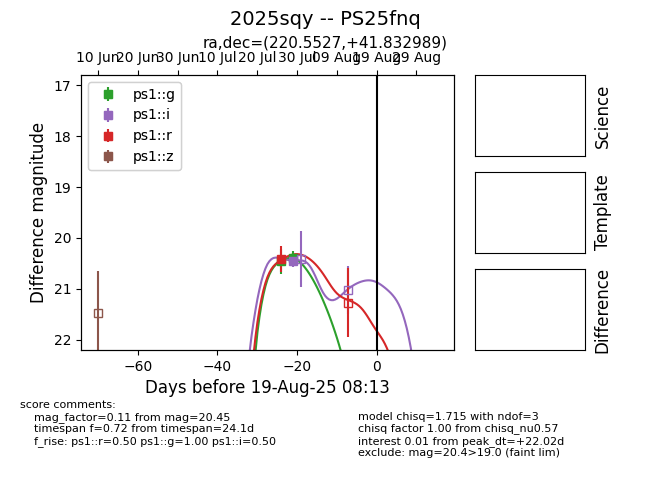 2025sqy -- PS25fnq
ra,dec=(220.5527,+41.832989)
10 Jun 20 Jun 30 Jun 10 Jul 20 Jul 30 Jul 09 Aug 19 Aug 29 Aug
17
18
19
20
21
22
Difference magnitude
ps1::g
ps1::i
ps1::r
ps1::z
−60
−40
−20
0
Days before 19-Aug-25 08:13
Science
Template
Difference
score comments:
mag_factor=0.11 from mag=20.45
timespan f=0.72 from timespan=24.1d
f_rise: ps1::r=0.50 ps1::g=1.00 ps1::i=0.50
model chisq=1.715 with ndof=3
chisq factor 1.00 from chisq_nu0.57
interest 0.01 from peak_dt=+22.02d
exclude: mag=20.4>19.0 (faint lim)